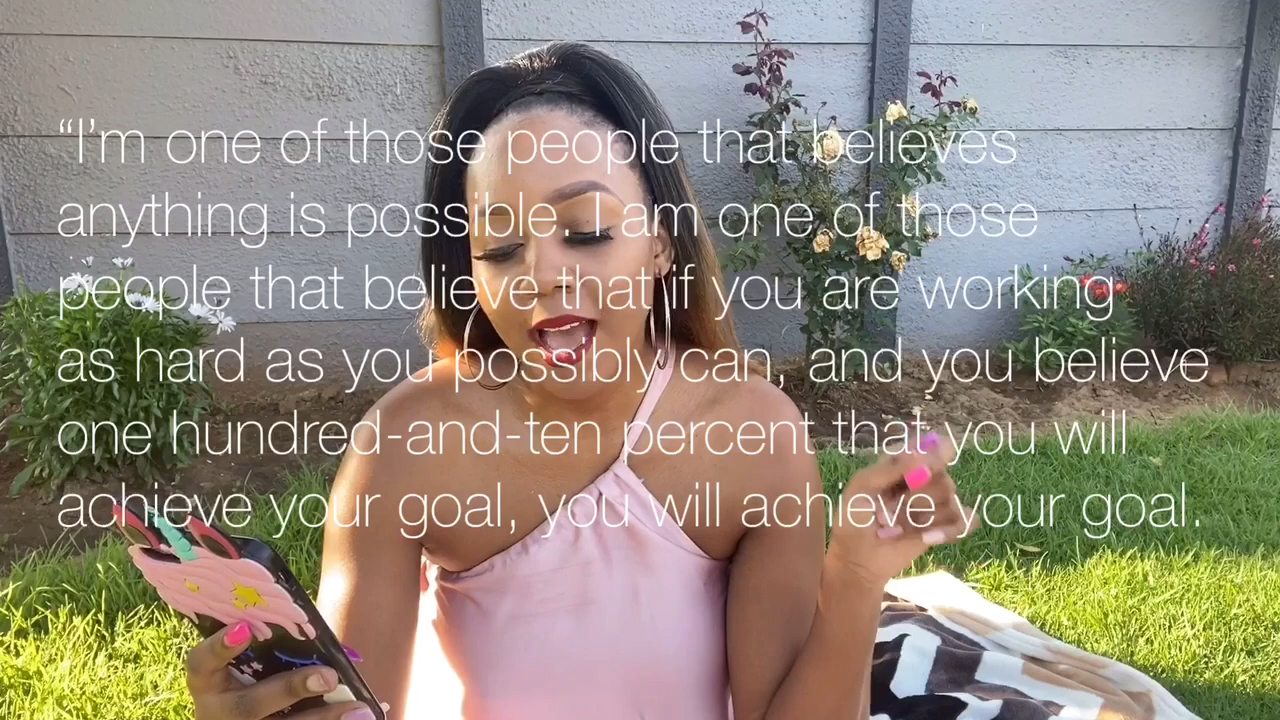 “I’m one of those people that believes
anything is possible. I am one of those
people that believe that if you are working
as hard as you possibly can, and you believe
one hundred-and-ten percent that you will
achieve your goal, you will achieve your goal.